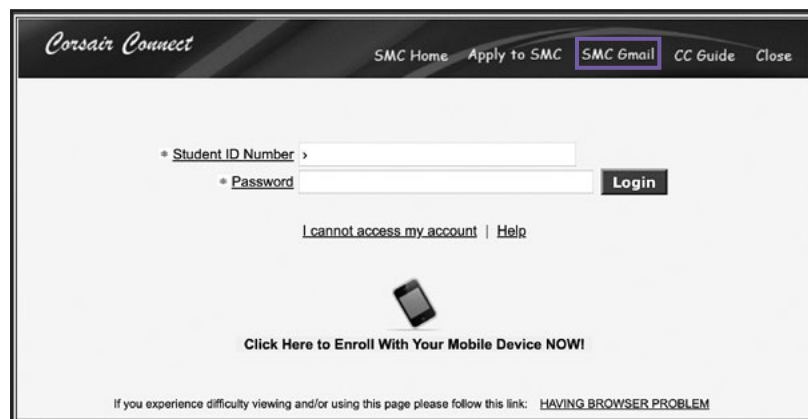 Corsair Connect
SMC Home Apply to SMC SMC Gmail CC Guide Close
* Student ID Number ›
* Password Login
I cannot access my account | Help
Click Here to Enroll With Your Mobile Device NOW!
If you experience difficulty viewing and/or using this page please follow this link: HAVING BROWSER PROBLEM